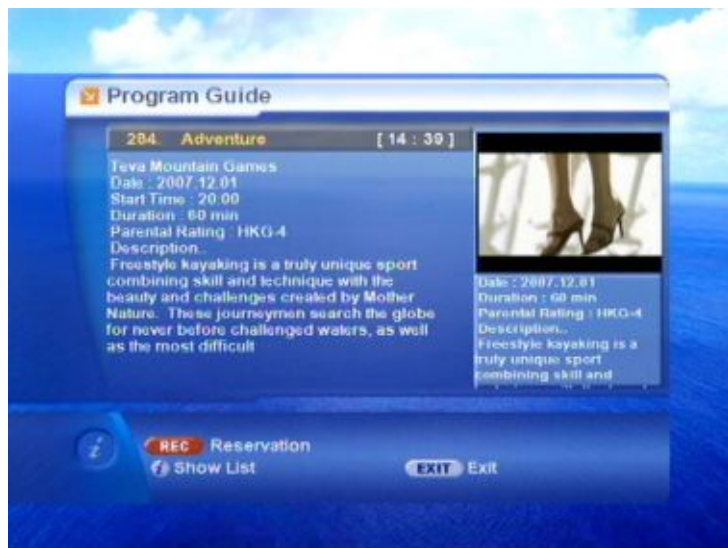 Program Guide
284. Adventure [ 14 : 39 ]
Teva Mountain Games
Date : 2007.12.01
Start Time : 20:00
Duration : 60 min
Parental Rating : HKG-4
Description..
Freestyle kayaking is a truly unique sport
combining skill and technique with the
beauty and challenges created by Mother
Nature. These journeymen search the globe
for never before challenged waters, as well
as the most difficult
Date : 2007.12.01
Duration : 60 min
Parental Rating : HKG-4
Description..
Freestyle kayaking is a
truly unique sport
combining skill and
REC Reservation
i Show List
EXIT Exit